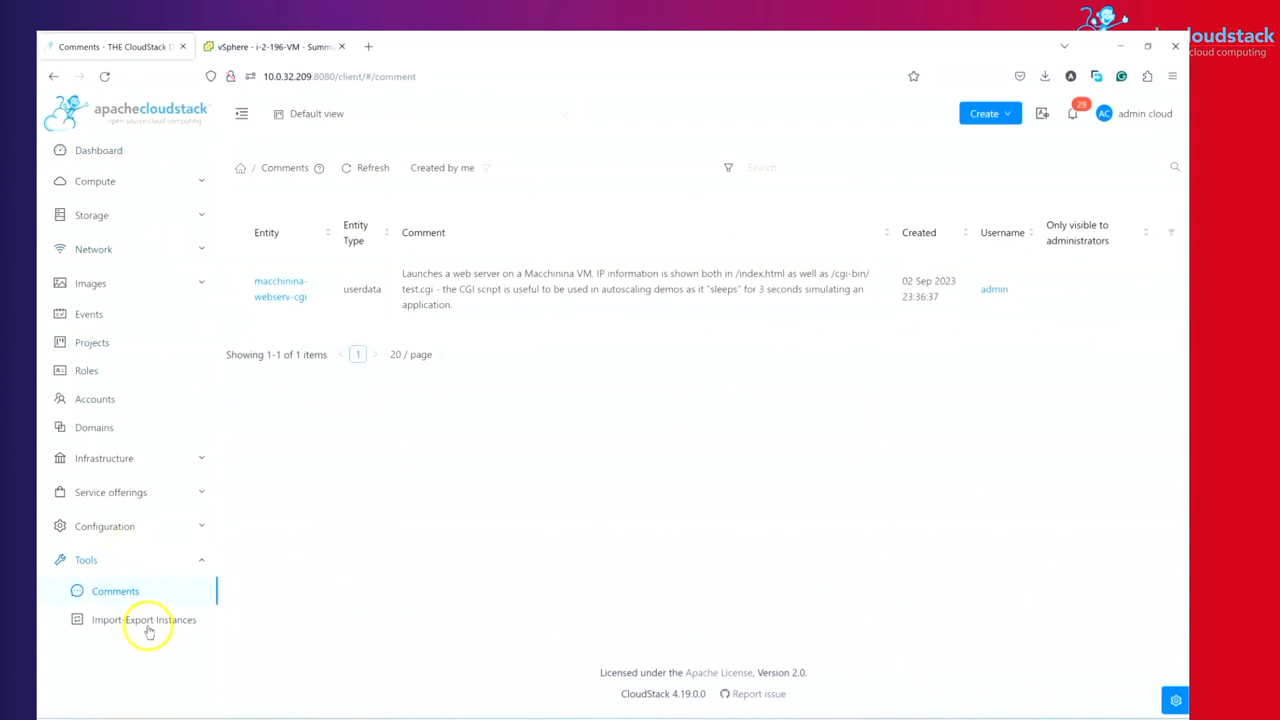 cloudstack
cloud computing
Comments - THE CloudStack D
vSphere - i-2-196-VM - Summa
10.0.32.209:8080/client/#/comment
apachecloudstack
open source cloud computing
Default view
Create
29
AC
admin cloud
Dashboard
Compute
Storage
Network
Images
Events
Projects
Roles
Accounts
Domains
Infrastructure
Service offerings
Configuration
Tools
Comments
Import-Export Instances
/ Comments
Refresh
Created by me
Search
Entity
Entity Type
Comment
Created
Username
Only visible to administrators
macchinina-
webserv-cgi
userdata
Launches a web server on a Macchinina VM, IP information is shown both in /index.html as well as /cgi-bin/
test.cgi - the CGI script is useful to be used in autoscaling demos as it "sleeps" for 3 seconds simulating an
application.
02 Sep 2023
23:36:37
admin
Showing 1-1 of 1 items
1
20 / page
Licensed under the Apache License, Version 2.0.
CloudStack 4.19.0.0
Report issue